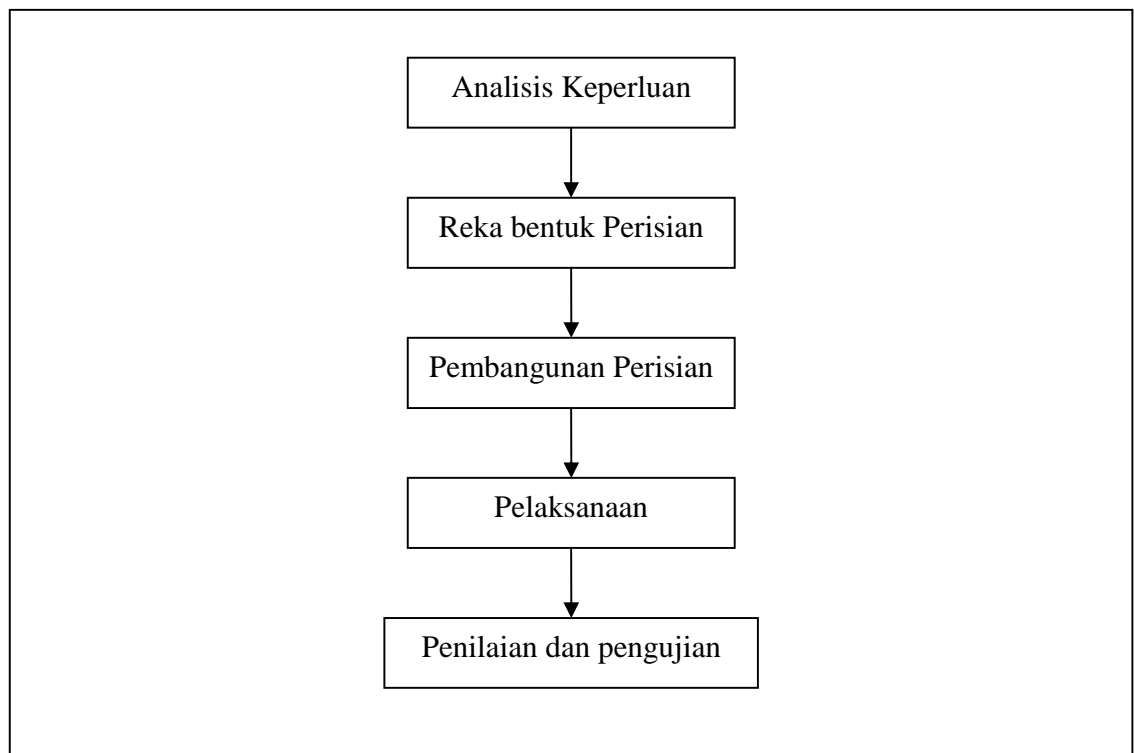 Analisis Keperluan
Reka bentuk Perisian
Pembangunan Perisian
Pelaksanaan
Penilaian dan pengujian